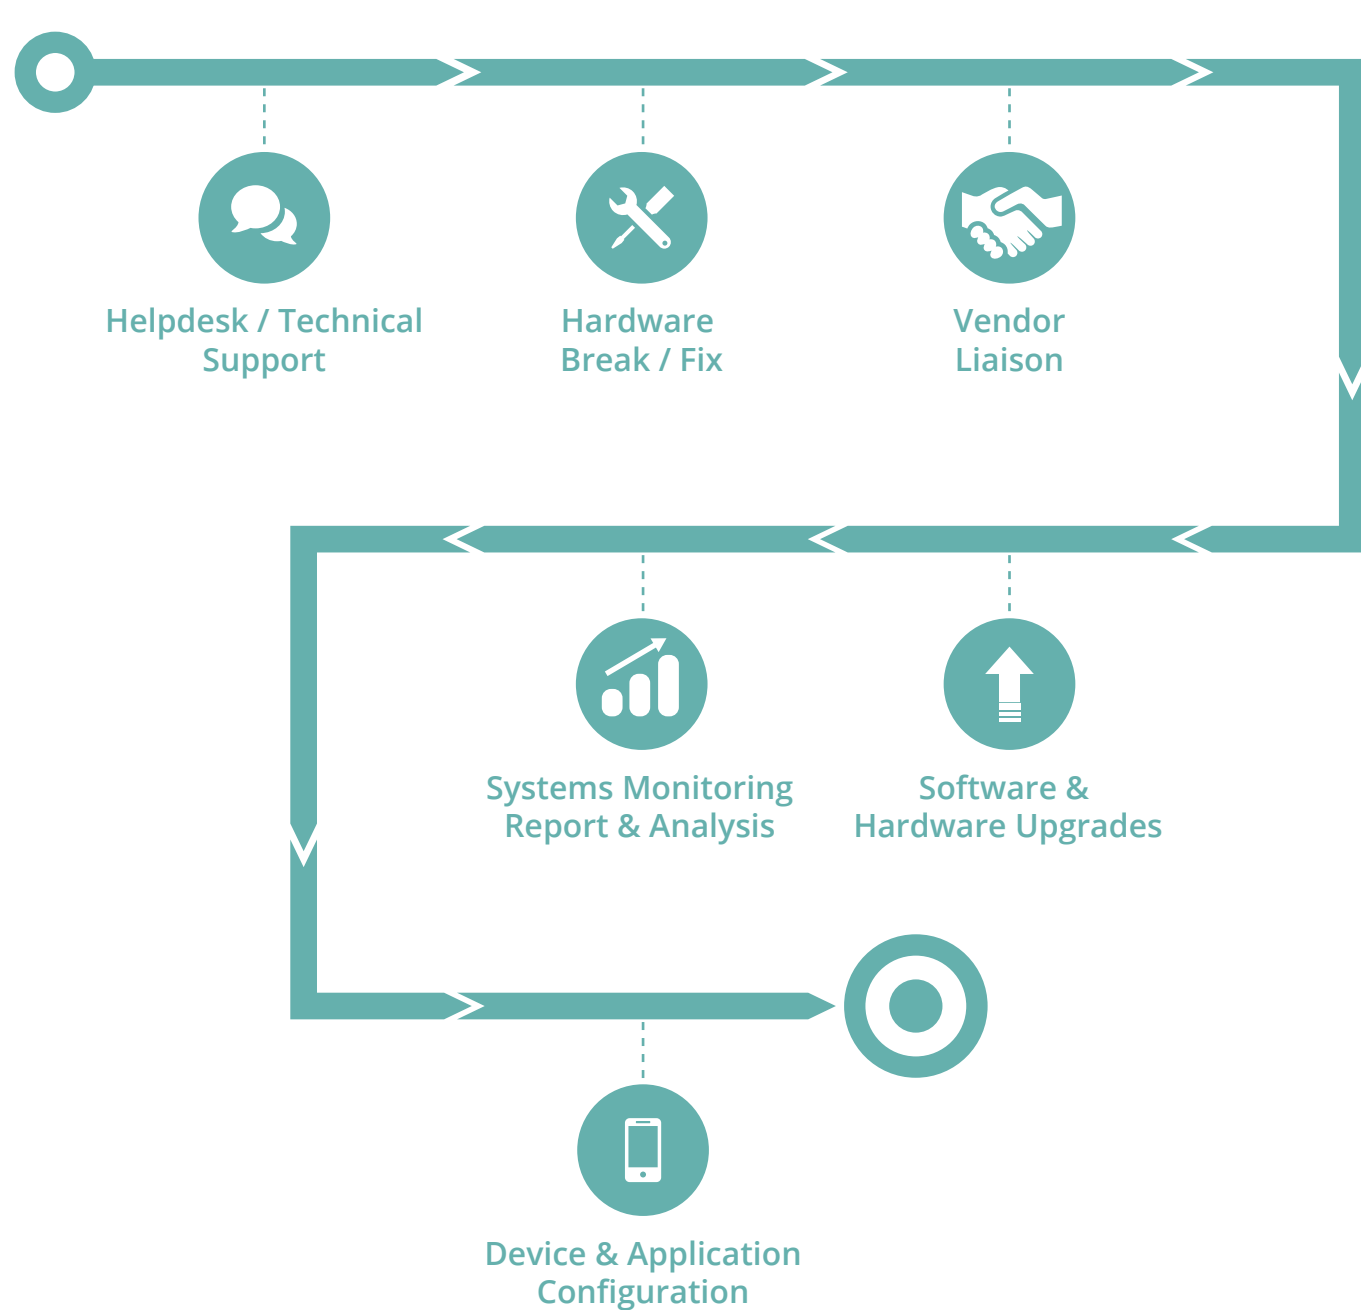 Helpdesk / Technical
Support
Hardware
Break / Fix
Vendor
Liaison
Systems Monitoring
Report & Analysis
Software &
Hardware Upgrades
Device & Application
Configuration